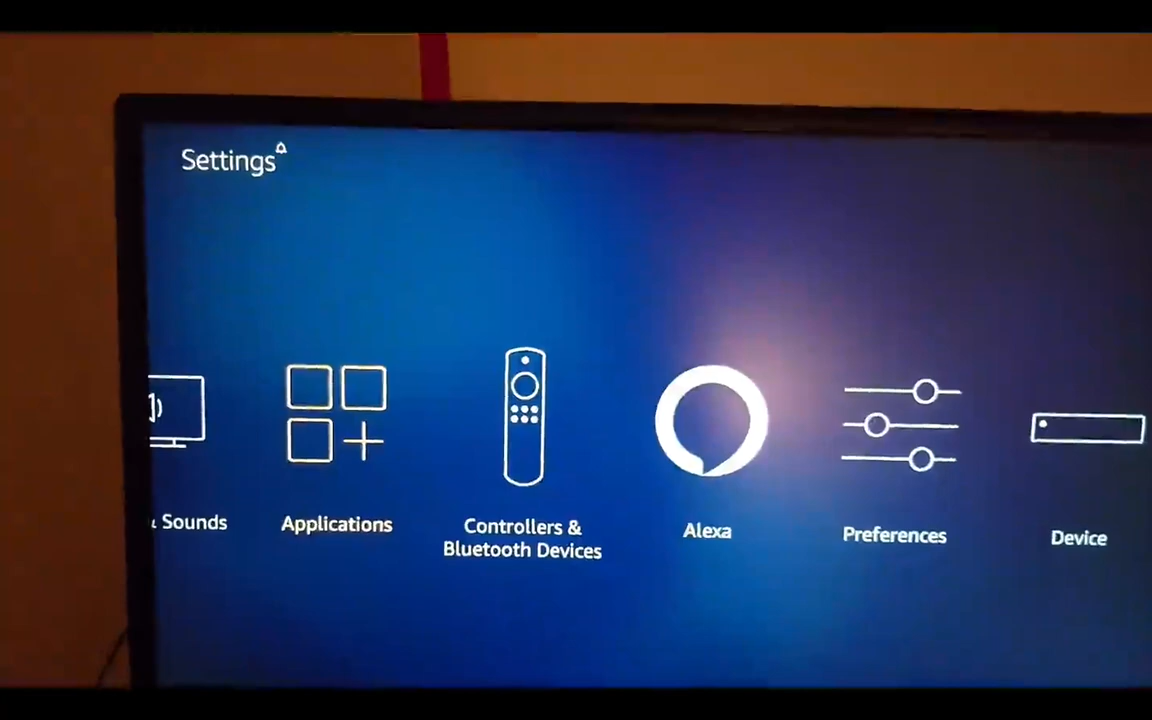 Settings
& Sounds
Applications
Controllers &
Bluetooth Devices
Alexa
Preferences
Device